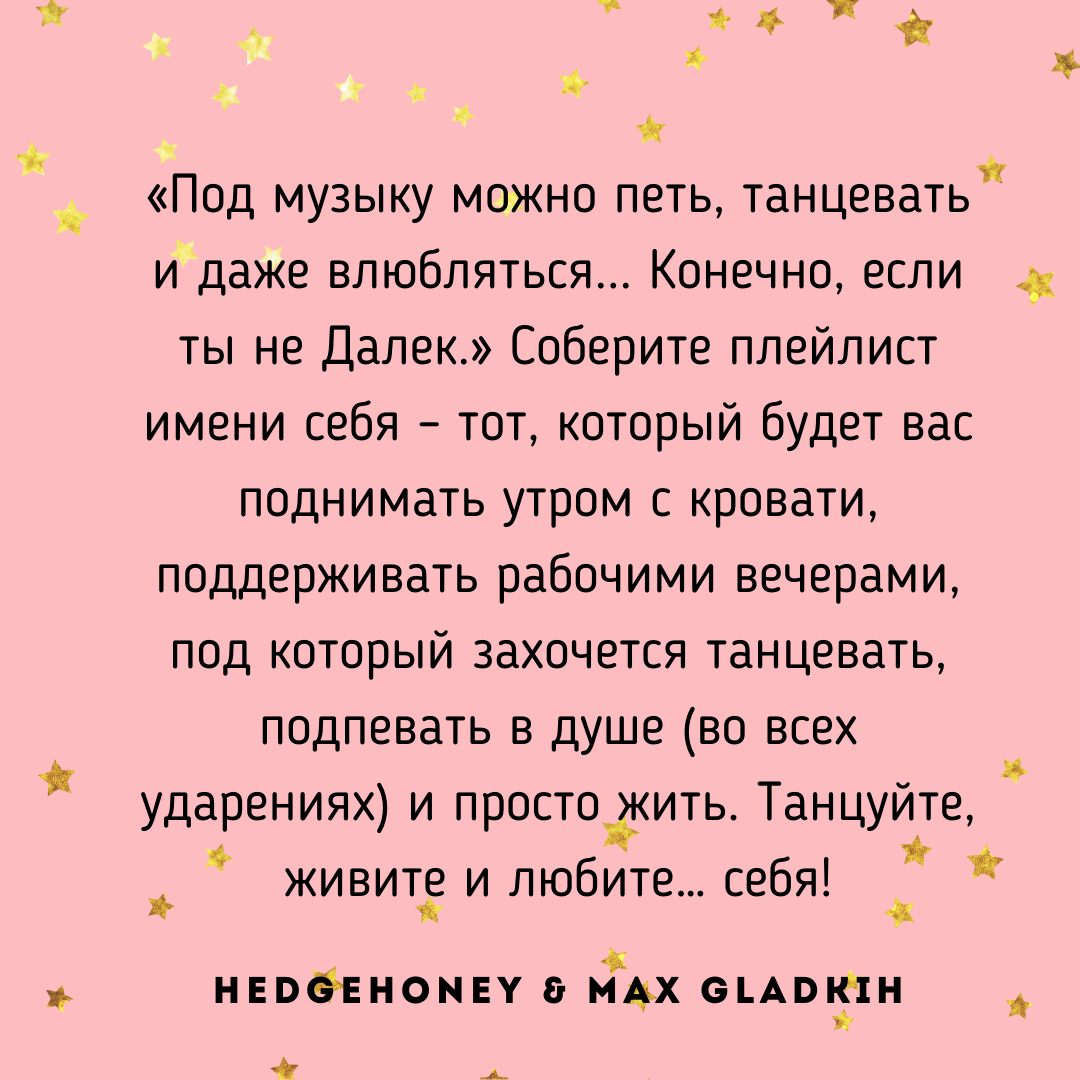 «Под музыку можно петь, танцевать
и даже влюбляться... Конечно, если
ты не Далек.» Соберите плейлист
имени себя – тот, который будет вас
поднимать утром с кровати,
поддерживать рабочими вечерами,
под который захочется танцевать,
подпевать в душе (во всех
ударениях) и просто жить. Танцуйте,
живите и любите... себя!
HEDGEHONEY & MAX GLADKIH